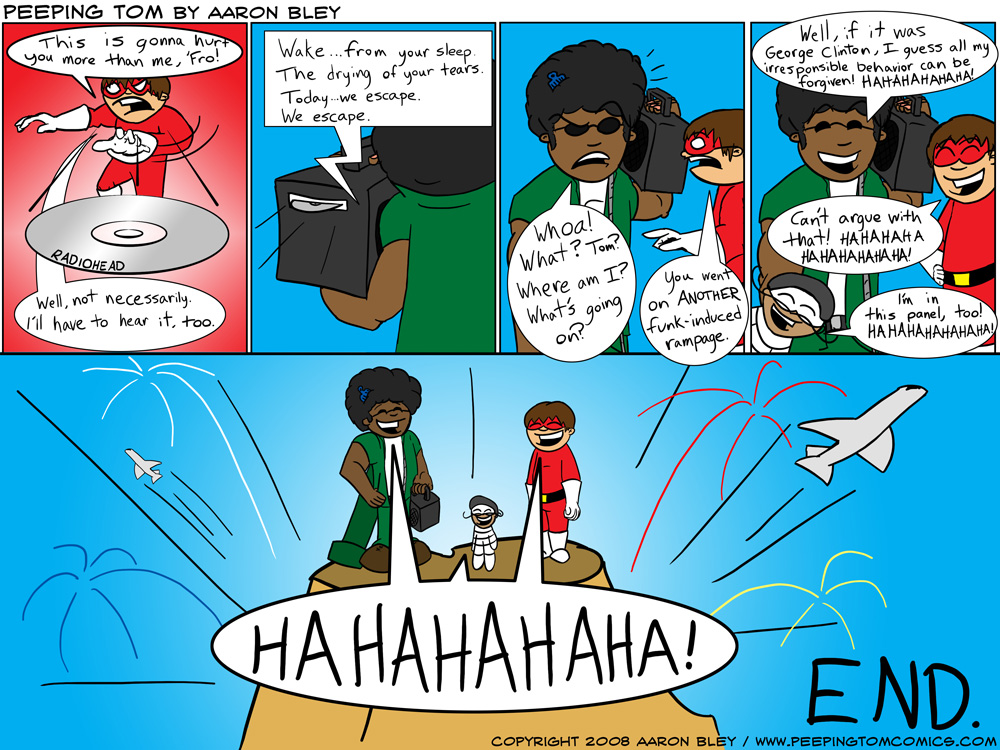 PEEPING TOM BY AARON BLEY
This is gonna hurt
you more than me, 'Fro!
RADIOHEAD
Well, not necessarily.
I'll have to hear it, too.
Wake...from your sleep.
The drying of your tears.
Today...we escape.
We escape.
Whoa!
What? Tom?
Where am I?
What's going
on?
You went
on ANOTHER
funk-induced
rampage.
Well, if it was
George Clinton, I guess all my
irresponsible behavior can be
forgiven! HAHAHAHAHAHA!
Can't argue with
that! HAHAHAHA
HAHAHAHAHAHA!
I'm in
this panel, too!
HAHAHAHAHAHAHA!
HAHAHAHAHA!
END.
COPYRIGHT 2008 AARON BLEY / WWW.PEEPINGTOMCOMICS.COM